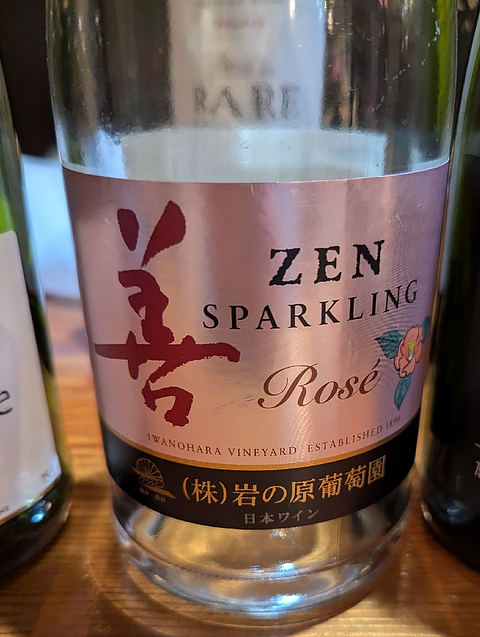 RARE
善
ZEN
SPARKLING
Rosé
IWANOHARA VINEYARD ESTABLISHED 1890
(株)岩の原葡萄園
日本ワイン
e